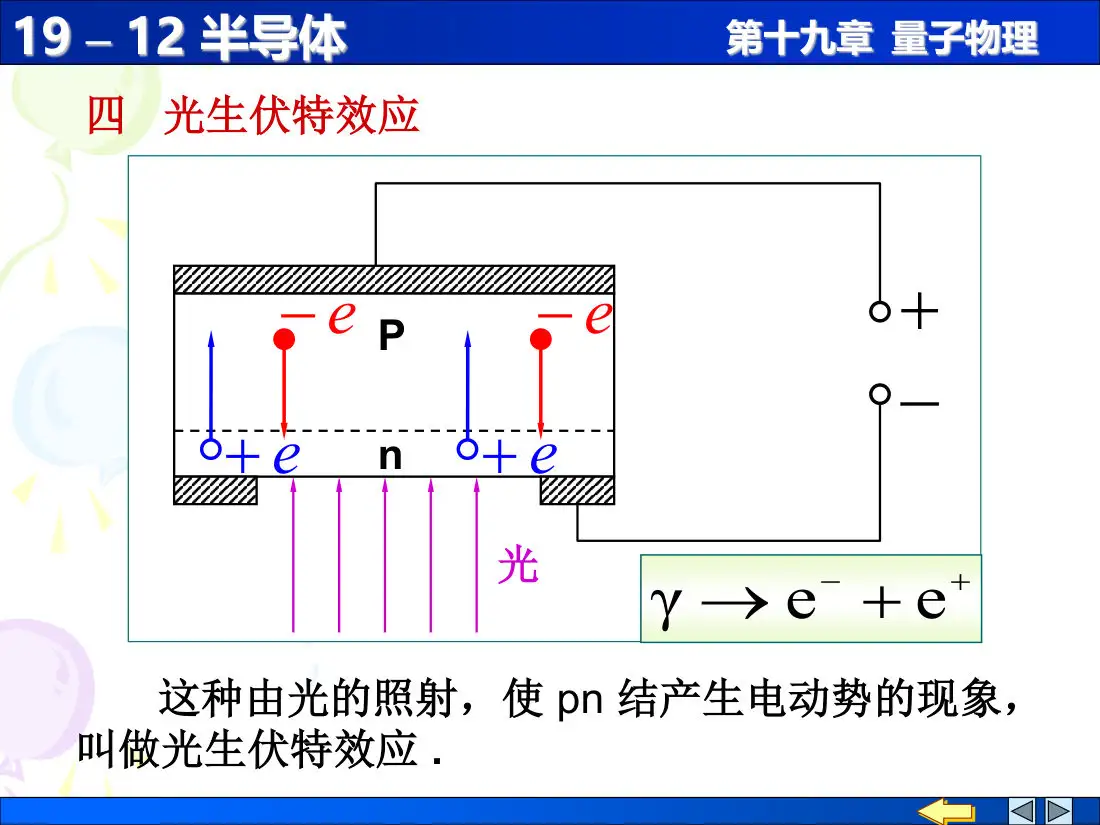 19 – 12 半导体
第十九章 量子物理
四 光生伏特效应
− e P − e
+
−
+ e n + e
光
γ → e⁻ + e⁺
这种由光的照射，使 pn 结产生电动势的现象，
叫做光生伏特效应 .